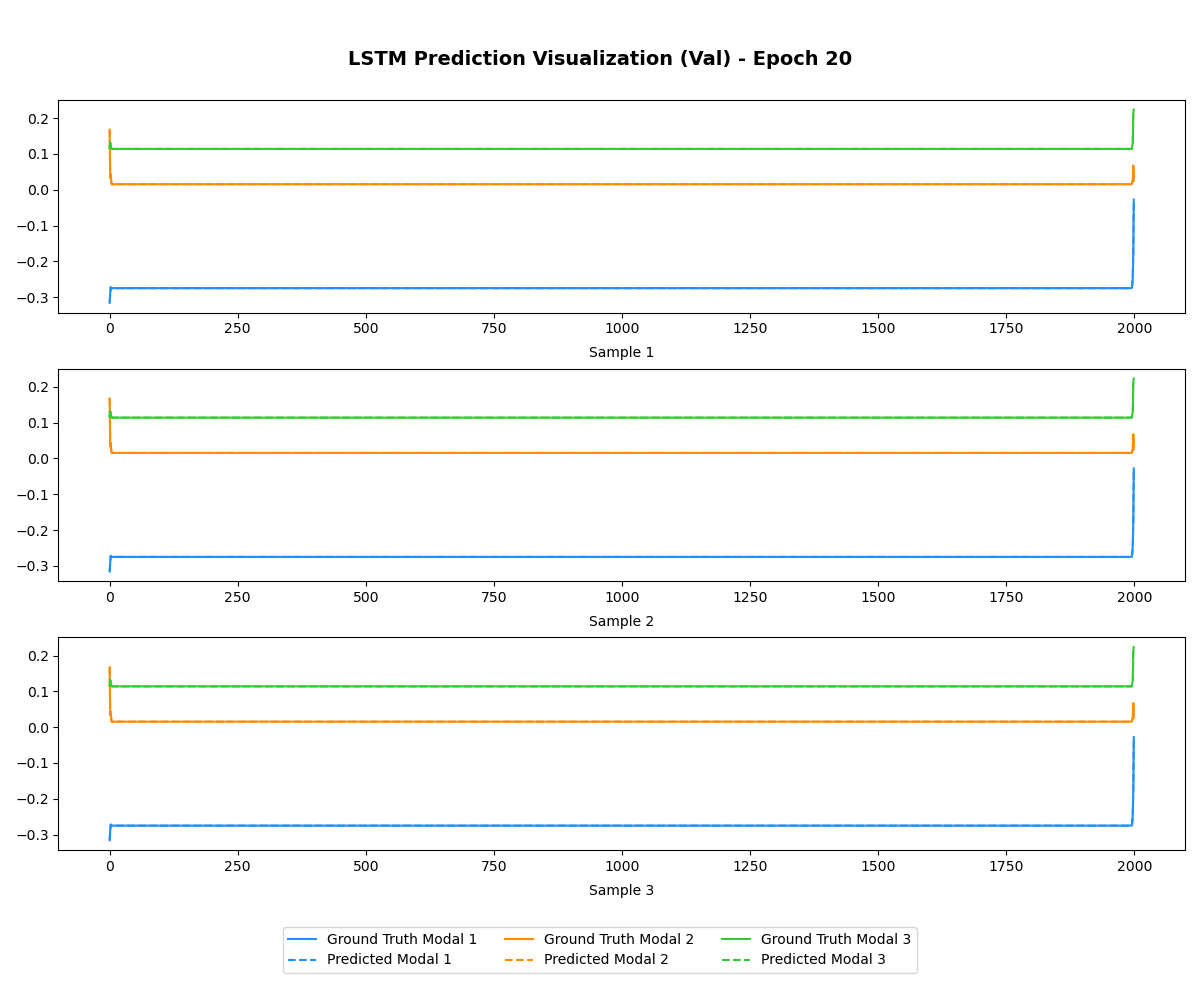 LSTM Prediction Visualization (Val) - Epoch 20
0.2
0.1
0.0
−0.1
−0.2
−0.3
0 250 500 750 1000 1250 1500 1750 2000
Sample 1
0.2
0.1
0.0
−0.1
−0.2
−0.3
0 250 500 750 1000 1250 1500 1750 2000
Sample 2
0.2
0.1
0.0
−0.1
−0.2
−0.3
0 250 500 750 1000 1250 1500 1750 2000
Sample 3
Ground Truth Modal 1 Ground Truth Modal 2 Ground Truth Modal 3
Predicted Modal 1 Predicted Modal 2 Predicted Modal 3